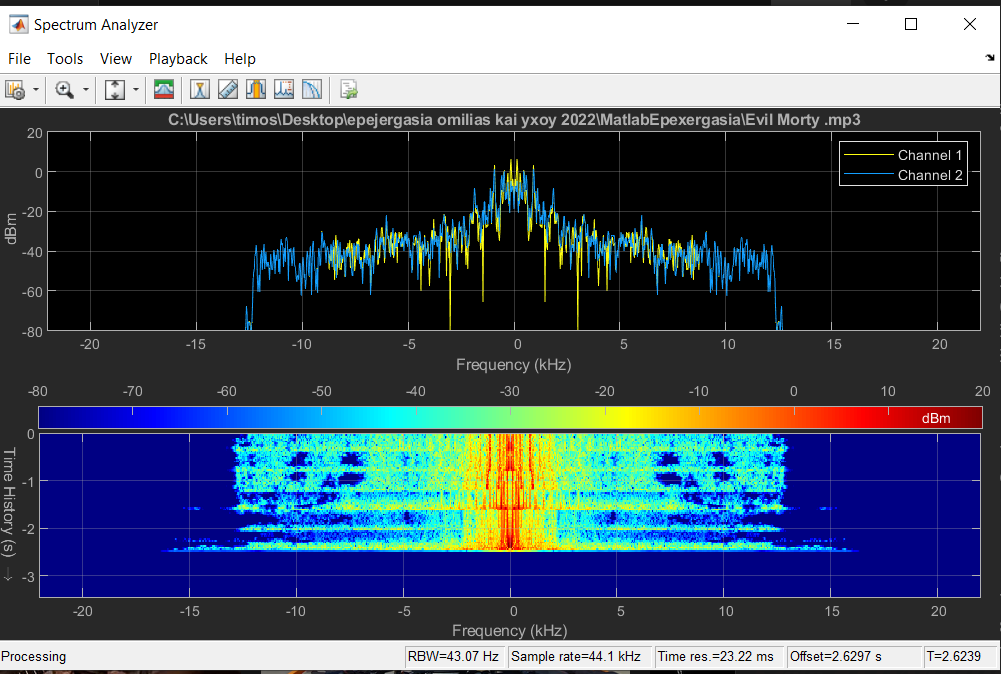 Spectrum Analyzer
File Tools View Playback Help
C:\Users\timos\Desktop\epejergasia omilias kai yxoy 2022\MatlabEpexergasia\Evil Morty .mp3
20
0
-20
-40
-60
-80
dBm
Channel 1
Channel 2
-20 -15 -10 -5 0 5 10 15 20
Frequency (kHz)
-80 -70 -60 -50 -40 -30 -20 -10 0 10 20
dBm
0
-1
-2
-3
Time History (s) →
-20 -15 -10 -5 0 5 10 15 20
Frequency (kHz)
Processing RBW=43.07 Hz Sample rate=44.1 kHz Time res.=23.22 ms Offset=2.6297 s T=2.6239